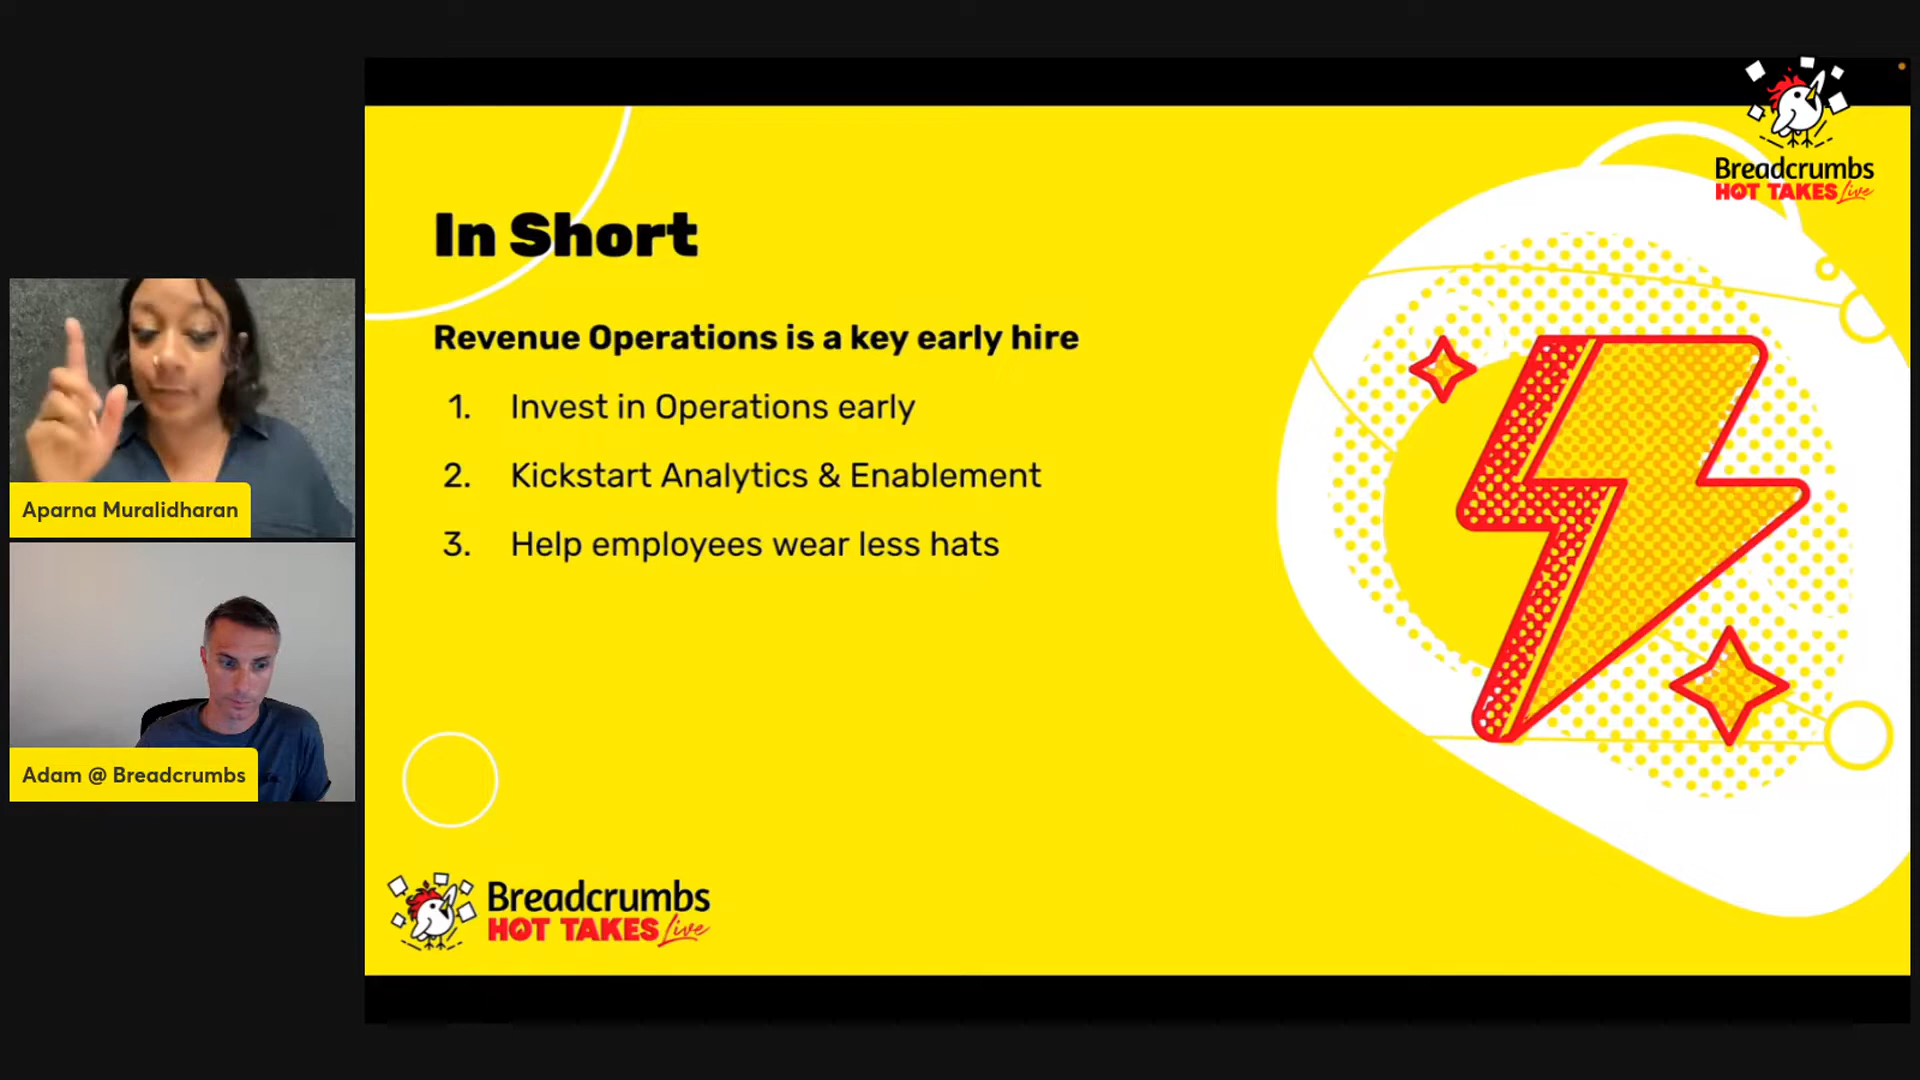 Breadcrumbs
HOT TAKES Live
In Short
Revenue Operations is a key early hire
1. Invest in Operations early
2. Kickstart Analytics & Enablement
3. Help employees wear less hats
Aparna Muralidharan
Adam @ Breadcrumbs
Breadcrumbs
HOT TAKES Live